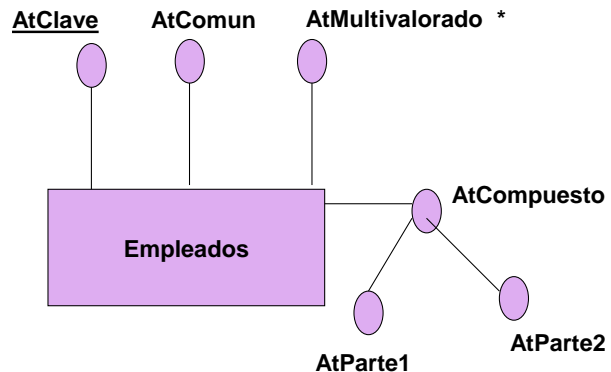 AtClave AtComun AtMultivalorado *
AtCompuesto
Empleados
AtParte1
AtParte2